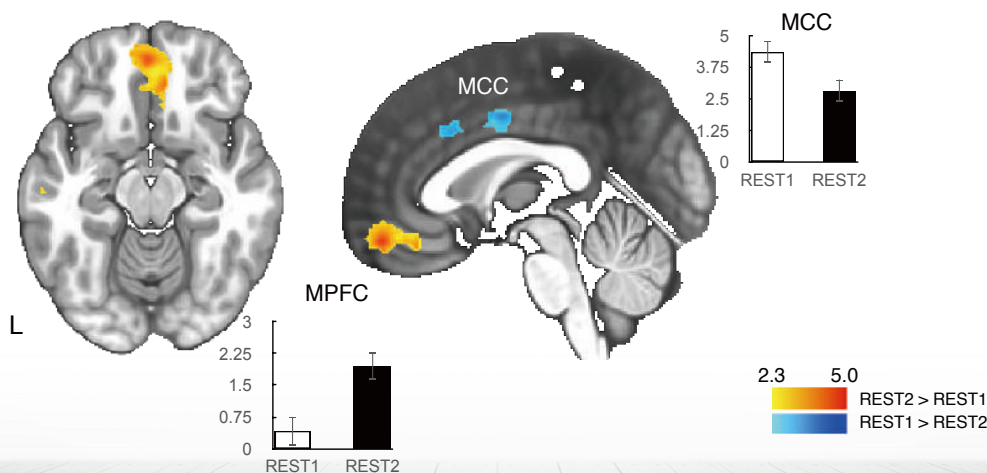 MCC
5
3.75
2.5
1.25
0
REST1 REST2
MCC
MPFC
L
3
2.25
1.5
0.75
0
REST1 REST2
2.3 5.0
REST2 > REST1
REST1 > REST2